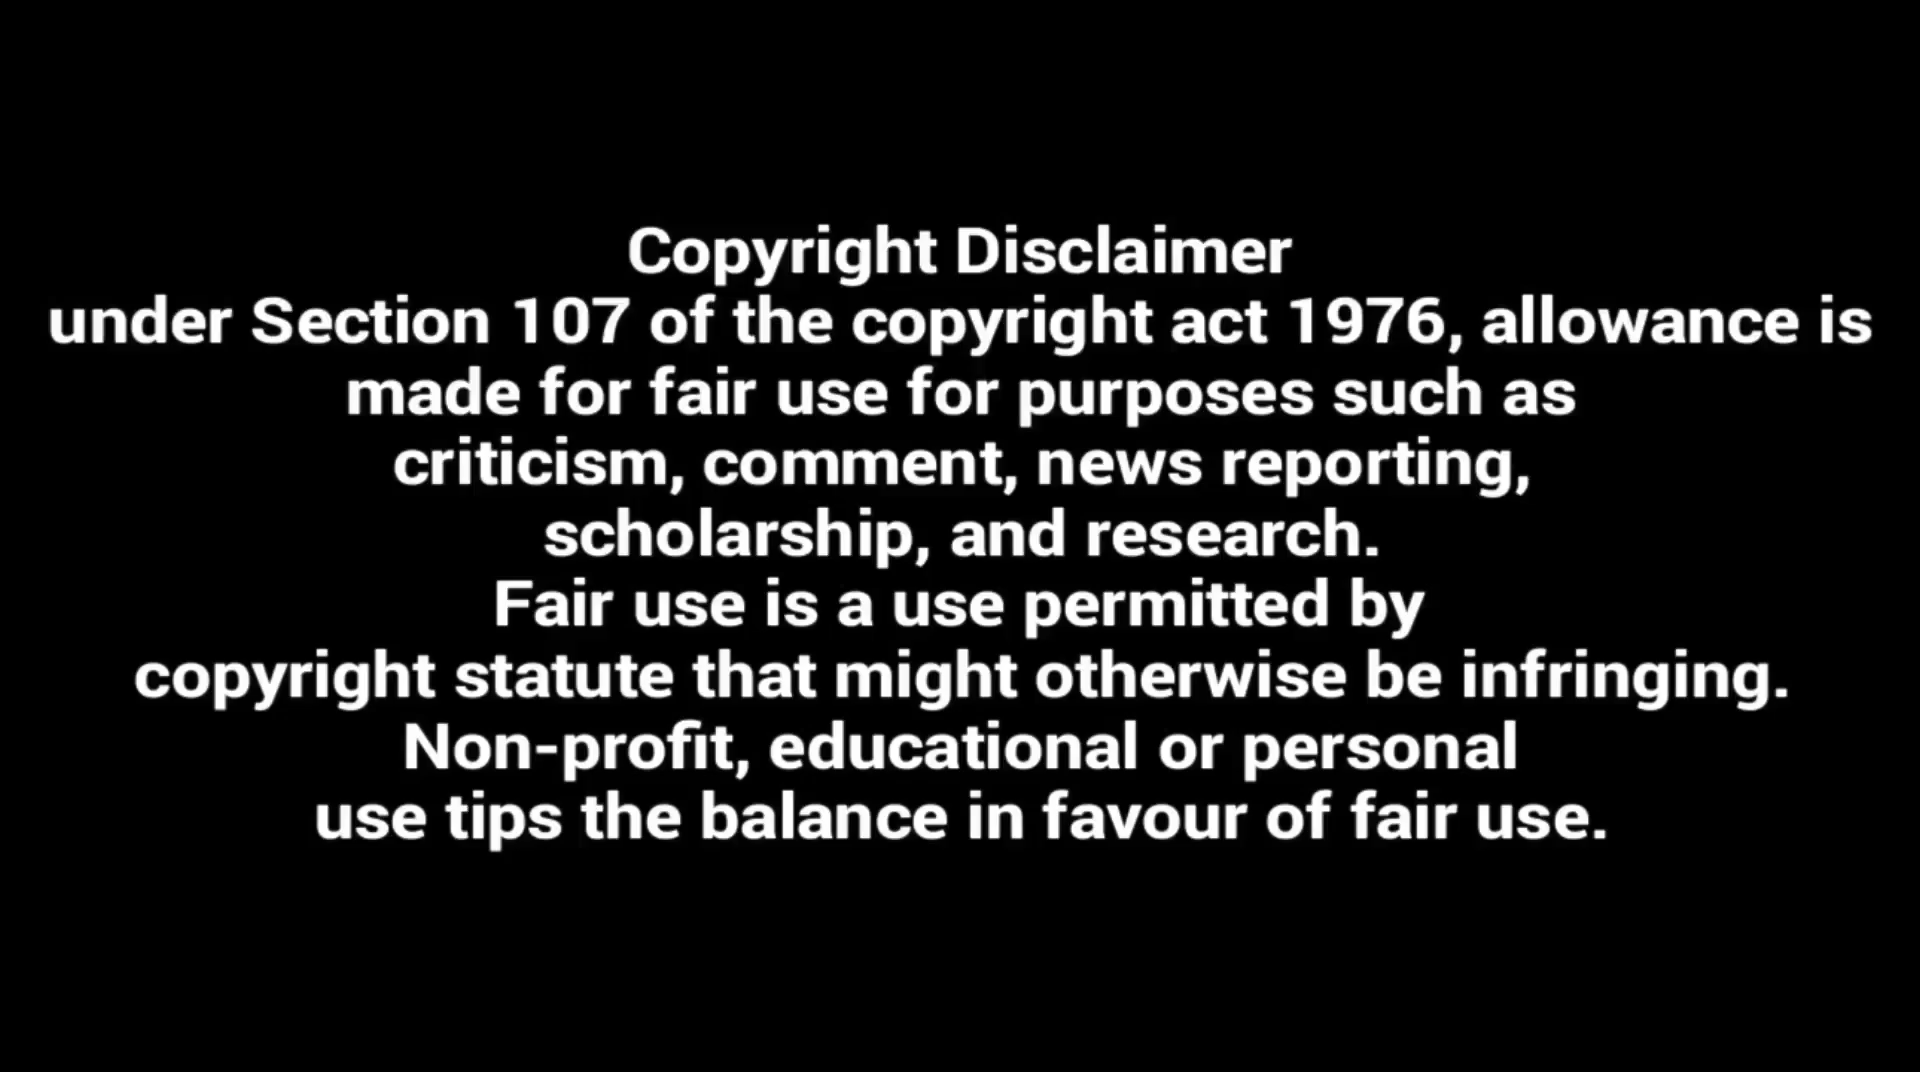 Copyright Disclaimer
under Section 107 of the copyright act 1976, allowance is
made for fair use for purposes such as
criticism, comment, news reporting,
scholarship, and research.
Fair use is a use permitted by
copyright statute that might otherwise be infringing.
Non-profit, educational or personal
use tips the balance in favour of fair use.